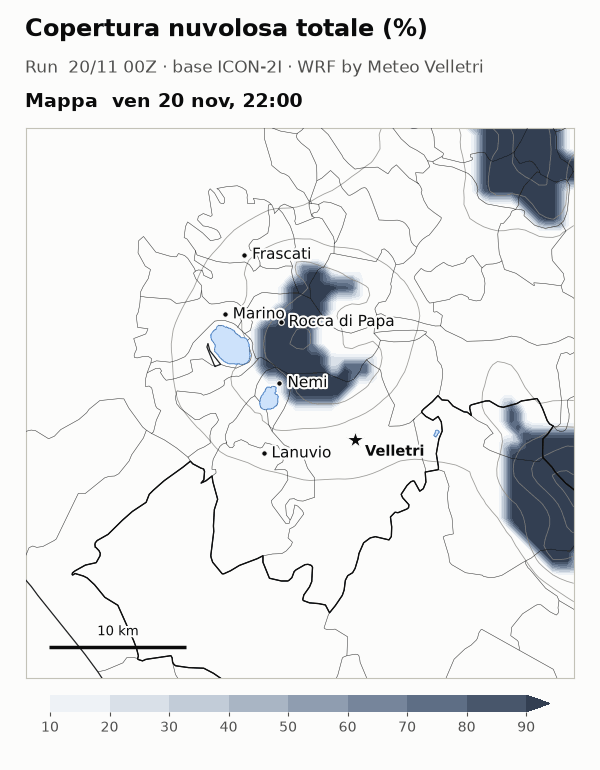 Copertura nuvolosa totale (%)
Run  20/11 00Z · base ICON-2I · WRF by Meteo Velletri
Mappa  ven 20 nov, 22:00
Frascati
Marino
Rocca di Papa
Nemi
Velletri
Lanuvio
10 km
10 20 30 40 50 60 70 80 90